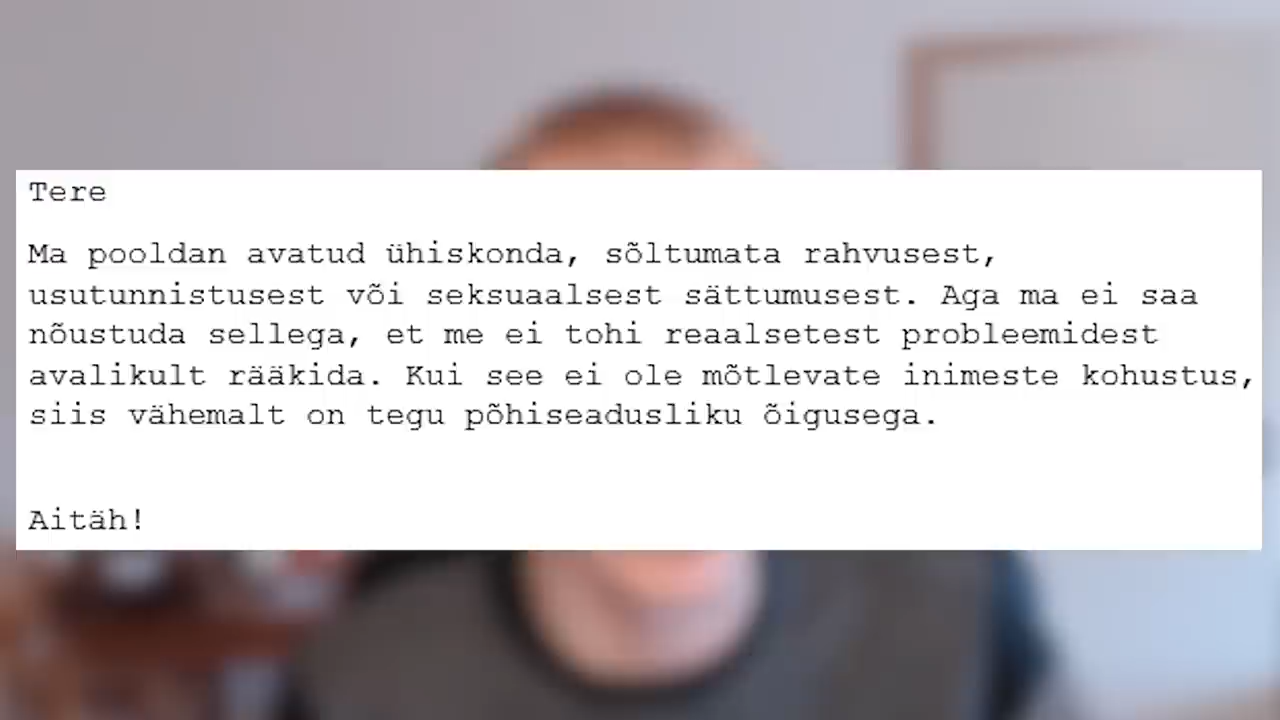 Tere
Ma pooldan avatud ühiskonda, sõltumata rahvusest,
usutunnistusest või seksuaalsest sättumusest. Aga ma ei saa
nõustuda sellega, et me ei tohi reaalsetest probleemidest
avalikult rääkida. Kui see ei ole mõtlevate inimeste kohustus,
siis vähemalt on tegu põhiseadusliku õigusega.
Aitäh!